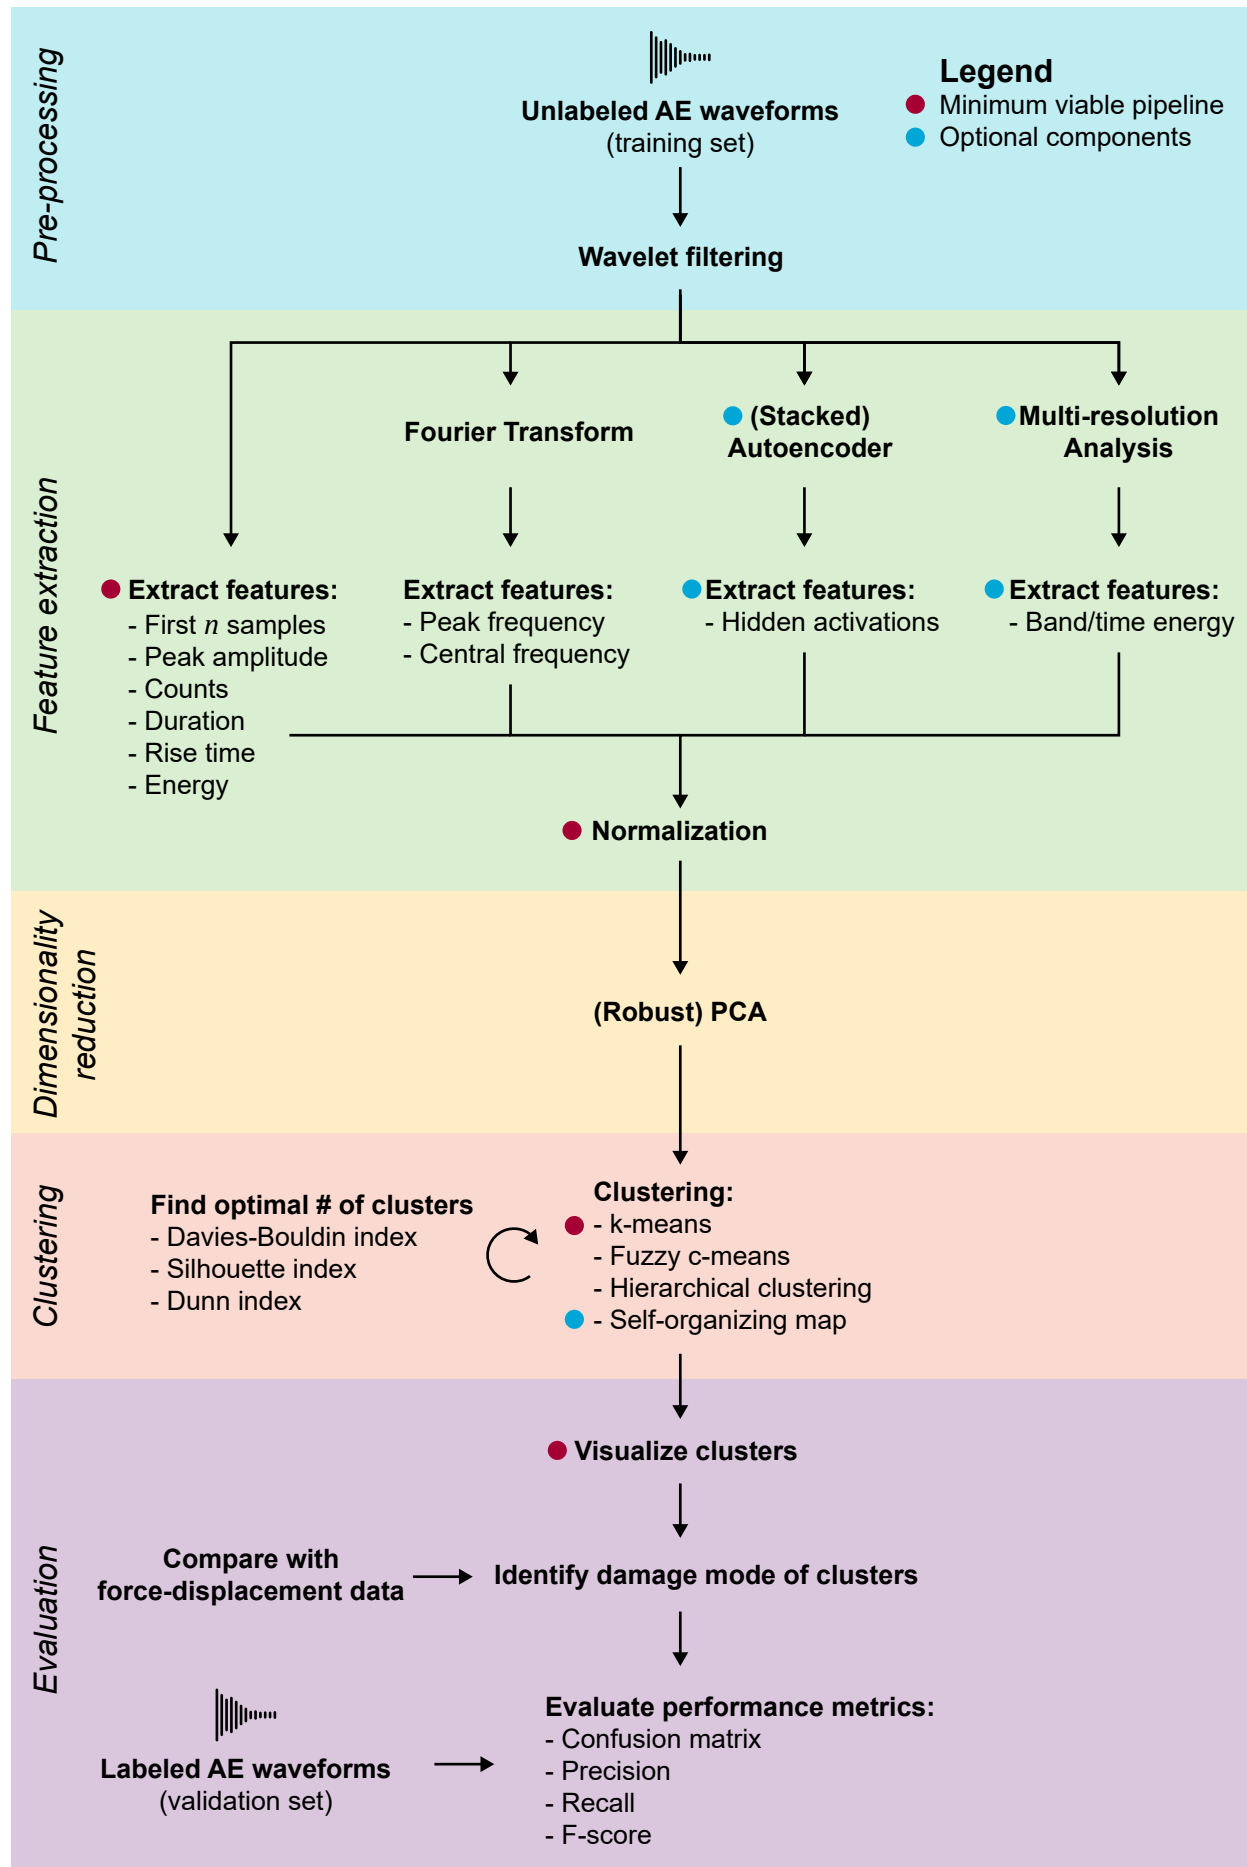 Pre-processing
Unlabeled AE waveforms
(training set)
Legend
Minimum viable pipeline
Optional components
Wavelet filtering
Feature extraction
Fourier Transform
(Stacked)
Autoencoder
Multi-resolution
Analysis
Extract features:
- First n samples
- Peak amplitude
- Counts
- Duration
- Rise time
- Energy
Extract features:
- Peak frequency
- Central frequency
Extract features:
- Hidden activations
Extract features:
- Band/time energy
Normalization
Dimensionality
reduction
(Robust) PCA
Clustering
Find optimal # of clusters
- Davies-Bouldin index
- Silhouette index
- Dunn index
Clustering:
- k-means
- Fuzzy c-means
- Hierarchical clustering
- Self-organizing map
Evaluation
Visualize clusters
Compare with
force-displacement data
Identify damage mode of clusters
Labeled AE waveforms
(validation set)
Evaluate performance metrics:
- Confusion matrix
- Precision
- Recall
- F-score